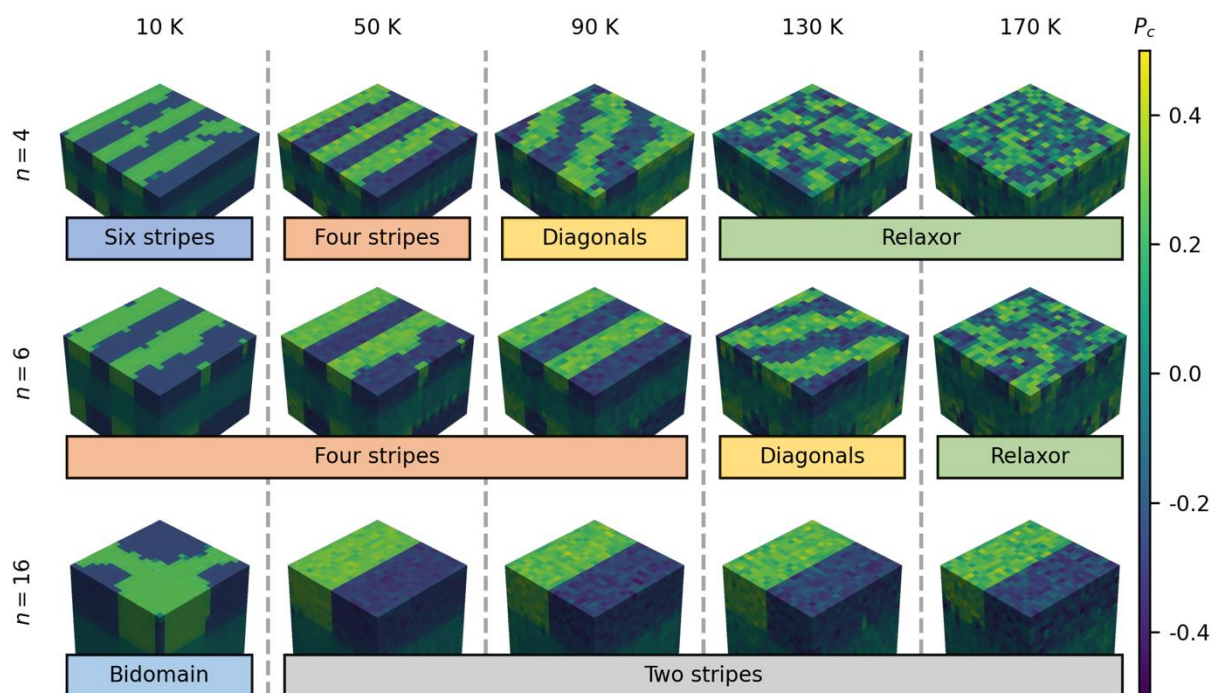 10 K 50 K 90 K 130 K 170 K P_c
n = 4
0.4
Six stripes Four stripes Diagonals Relaxor
0.2
n = 6
0.0
Four stripes Diagonals Relaxor
-0.2
n = 16
-0.4
Bidomain Two stripes